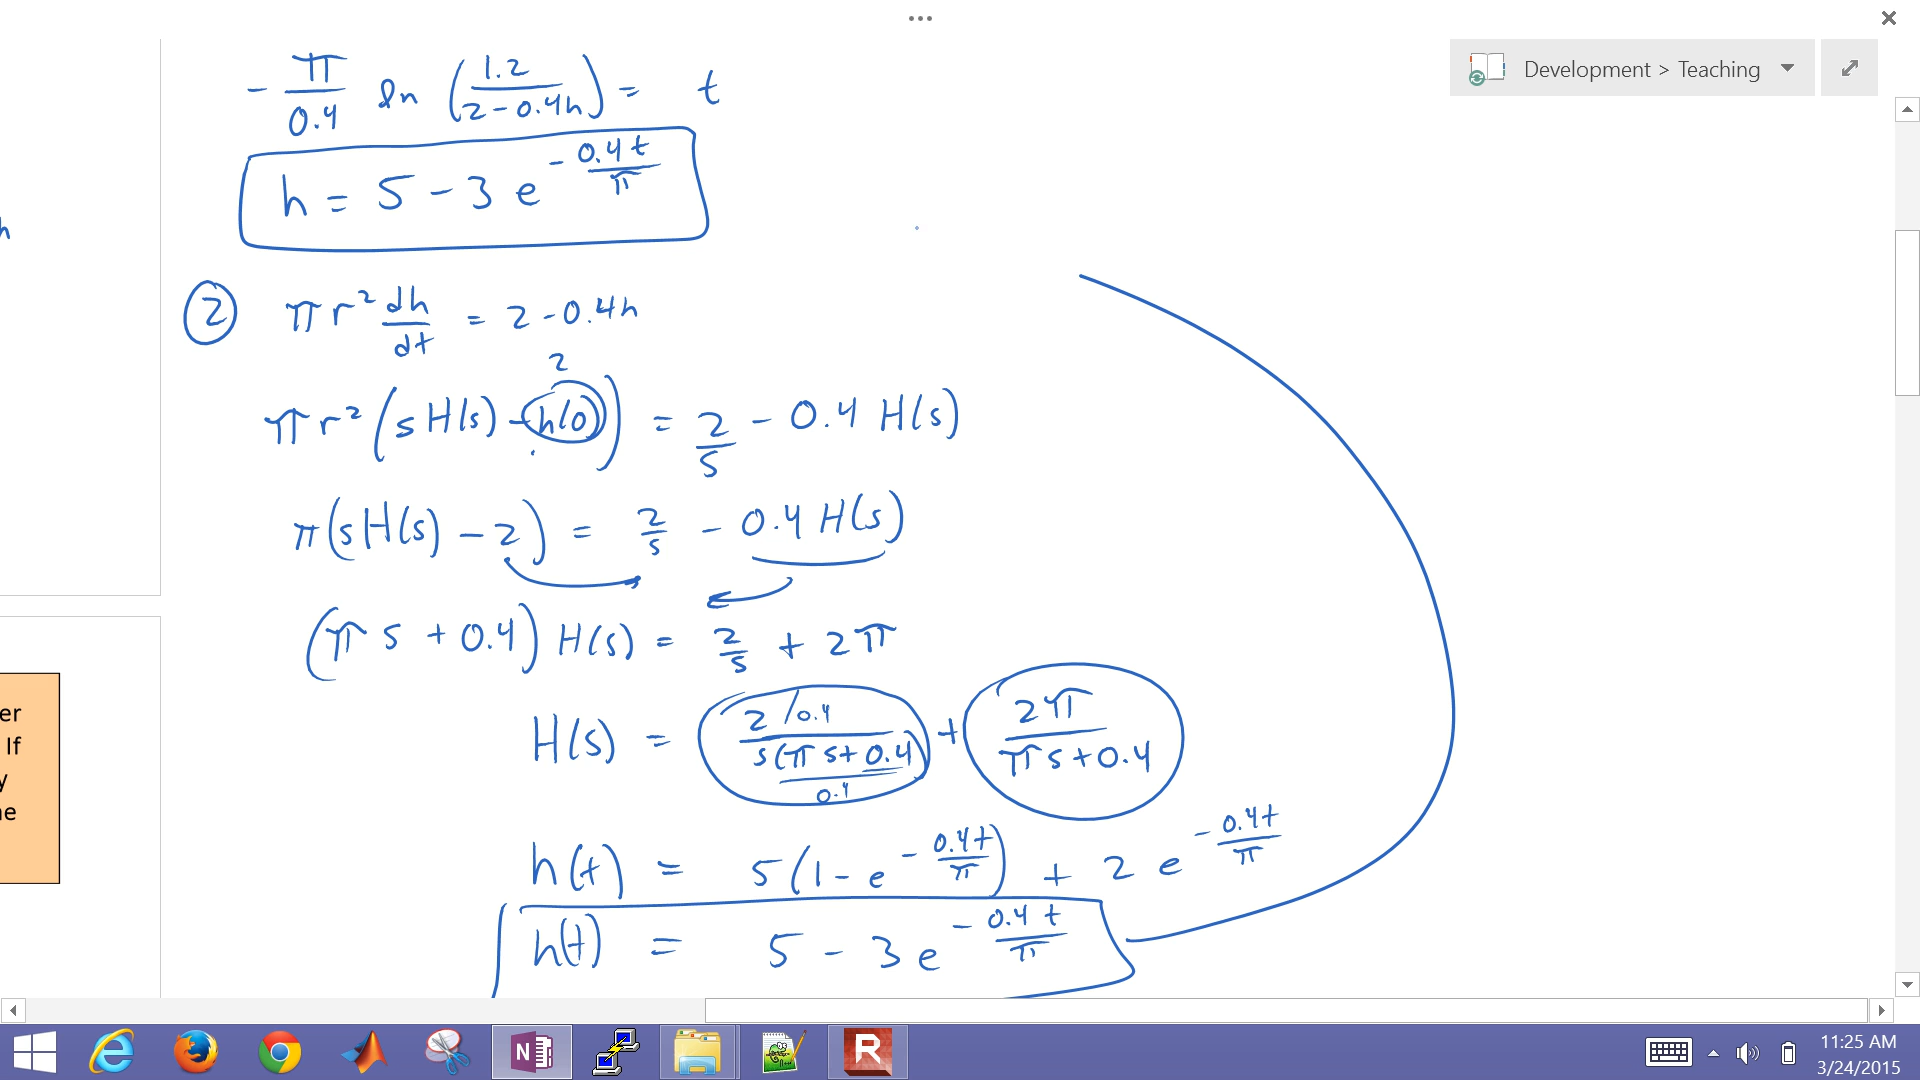 Development > Teaching
- π/0.4 ln (1.2/(2-0.4h)) = t
h = 5 - 3 e^(-0.4t/π)
h
② πr² dh/dt = 2 - 0.4h
2
πr² (s H(s) - h(0)) = 2/s - 0.4 H(s)
π(sH(s) - 2) = 2/s - 0.4 H(s)
(πs + 0.4) H(s) = 2/s + 2π
er
If
y
ne
H(s) = (2/0.4)/(s(πs+0.4)/0.4) + 2π/(πs+0.4)
h(t) = 5(1 - e^(-0.4t/π)) + 2 e^(-0.4t/π)
h(t) = 5 - 3 e^(-0.4t/π)
N
R
11:25 AM
3/24/2015